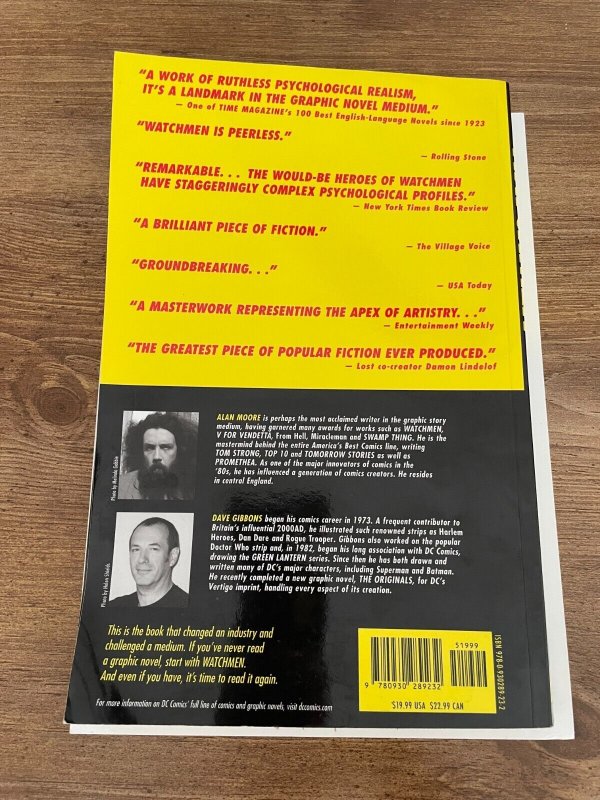 "A WORK OF RUTHLESS PSYCHOLOGICAL REALISM,
IT'S A LANDMARK IN THE GRAPHIC NOVEL MEDIUM."
— One of TIME MAGAZINE's 100 Best English-Language Novels since 1923
"WATCHMEN IS PEERLESS."
— Rolling Stone
"REMARKABLE. . . THE WOULD-BE HEROES OF WATCHMEN
HAVE STAGGERINGLY COMPLEX PSYCHOLOGICAL PROFILES."
— New York Times Book Review
"A BRILLIANT PIECE OF FICTION."
— The Village Voice
"GROUNDBREAKING. . ."
— USA Today
"A MASTERWORK REPRESENTING THE APEX OF ARTISTRY. . ."
— Entertainment Weekly
"THE GREATEST PIECE OF POPULAR FICTION EVER PRODUCED."
— Lost co-creator Damon Lindelof
ALAN MOORE is perhaps the most acclaimed writer in the graphic story
medium, having garnered many awards for works such as WATCHMEN,
V FOR VENDETTA, From Hell, Miracleman and SWAMP THING. He is the
mastermind behind the entire America's Best Comics line, writing
TOM STRONG, TOP 10 and TOMORROW STORIES as well as
PROMETHEA. As one of the major innovators of comics in the
'80s, he has influenced a generation of comics creators. He resides
in central England.
Photo by Melinda Gebbie
DAVE GIBBONS began his comics career in 1973. A frequent contributor to
Britain's influential 2000AD, he illustrated such renowned strips as Harlem
Heroes, Dan Dare and Rogue Trooper. Gibbons also worked on the popular
Doctor Who strip and, in 1982, began his long association with DC Comics,
drawing the GREEN LANTERN series. Since then he has both drawn and
written many of DC's major characters, including Superman and Batman.
He recently completed a new graphic novel, THE ORIGINALS, for DC's
Vertigo imprint, handling every aspect of its creation.
Photo by Helen Shields
This is the book that changed an industry and
challenged a medium. If you've never read
a graphic novel, start with WATCHMEN.
And even if you have, it's time to read it again.
For more information on DC Comics' full line of comics and graphic novels, visit dccomics.com
51999
9 780930 289232
$19.99 USA $22.99 CAN
ISBN 978-0-930289-23-2